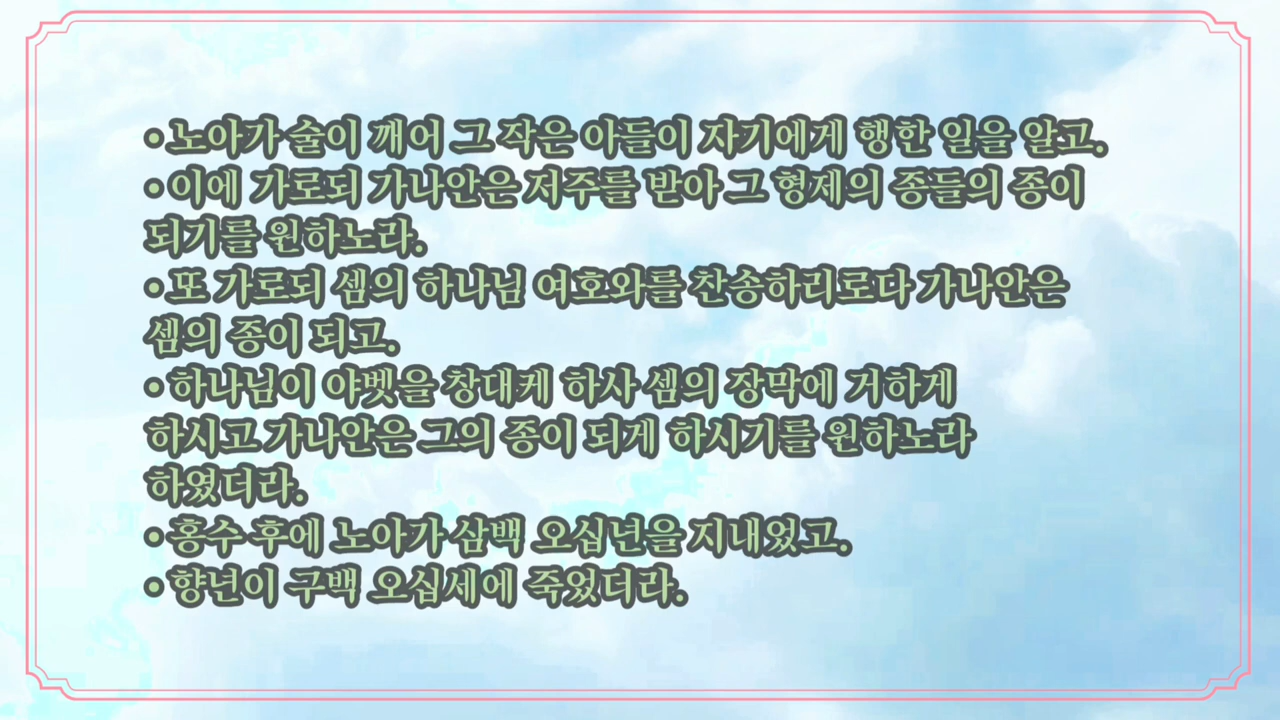 • 노아가 술이 깨어 그 작은 아들이 자기에게 행한 일을 알고.
• 이에 가로되 가나안은 저주를 받아 그 형제의 종들의 종이
되기를 원하노라.
• 또 가로되 셈의 하나님 여호와를 찬송하리로다 가나안은
셈의 종이 되고.
• 하나님이 야벳을 창대케 하사 셈의 장막에 거하게
하시고 가나안은 그의 종이 되게 하시기를 원하노라
하였더라.
• 홍수 후에 노아가 삼백 오십년을 지내었고.
• 향년이 구백 오십세에 죽었더라.